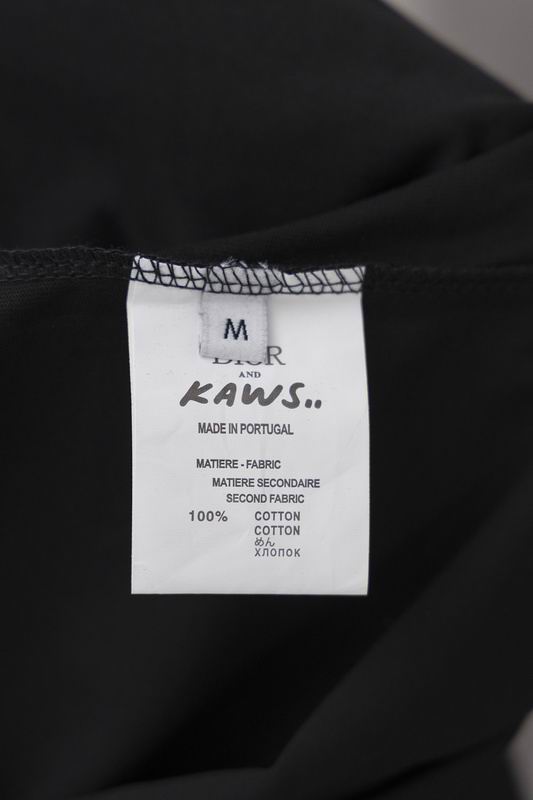 M
DIOR
AND
KAWS..
MADE IN PORTUGAL
MATIERE - FABRIC
MATIERE SECONDAIRE
SECOND FABRIC
100% COTTON
COTTON
めん
ХЛОПОК